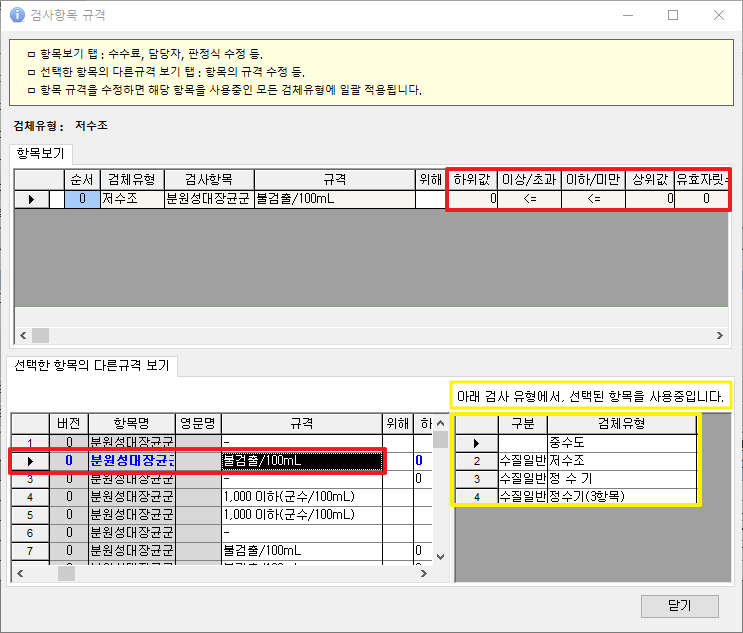 검사항목 규격
항목보기 탭 : 수수료, 담당자, 판정식 수정 등.
선택한 항목의 다른규격 보기 탭 : 항목의 규격 수정 등.
항목 규격을 수정하면 해당 항목을 사용중인 모든 검체유형에 일괄 적용됩니다.
검체유형 : 저수조
항목보기
순서 검체유형 검사항목 규격 위해 하위값 이상/초과 이하/미만 상위값 유효자릿
0 저수조 분원성대장균군 불검출/100mL 0 <= <= 0 0
선택한 항목의 다른규격 보기
아래 검사 유형에서, 선택된 항목을 사용중입니다.
버전 항목명 영문명 규격 위해 하
1 0 분원성대장균군 -
0 분원성대장균군 불검출/100mL 0
3 0 분원성대장균군 - 0
4 0 분원성대장균군 1,000 이하(군수/100mL)
5 0 분원성대장균군 1,000 이하(군수/100mL)
6 0 분원성대장균군 -
7 0 분원성대장균군 불검출/100mL 0
구분 검체유형
중수도
2 수질일반 저수조
3 수질일반 정 수 기
4 수질일반 정수기(3항목)
닫기